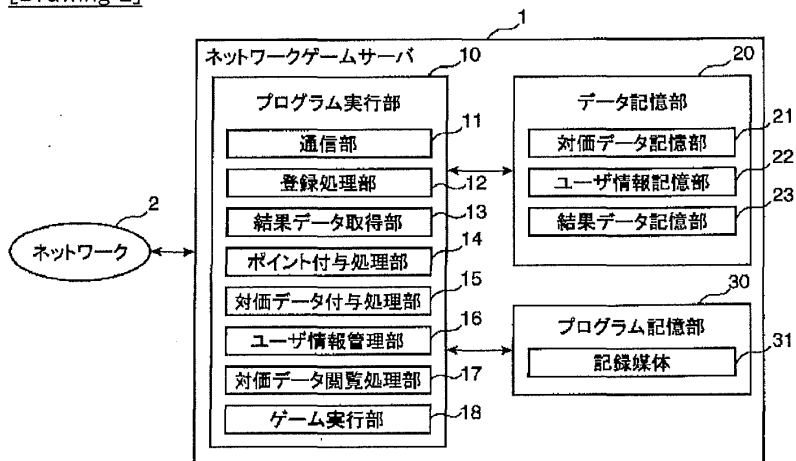 1
ネットワークゲームサーバ
10
プログラム実行部
11
通信部
登録処理部
12
結果データ取得部
13
ポイント付与処理部
14
対価データ付与処理部
15
ユーザ情報管理部
16
対価データ閲覧処理部
17
ゲーム実行部
18
2
ネットワーク
20
データ記憶部
21
対価データ記憶部
22
ユーザ情報記憶部
23
結果データ記憶部
30
プログラム記憶部
31
記録媒体